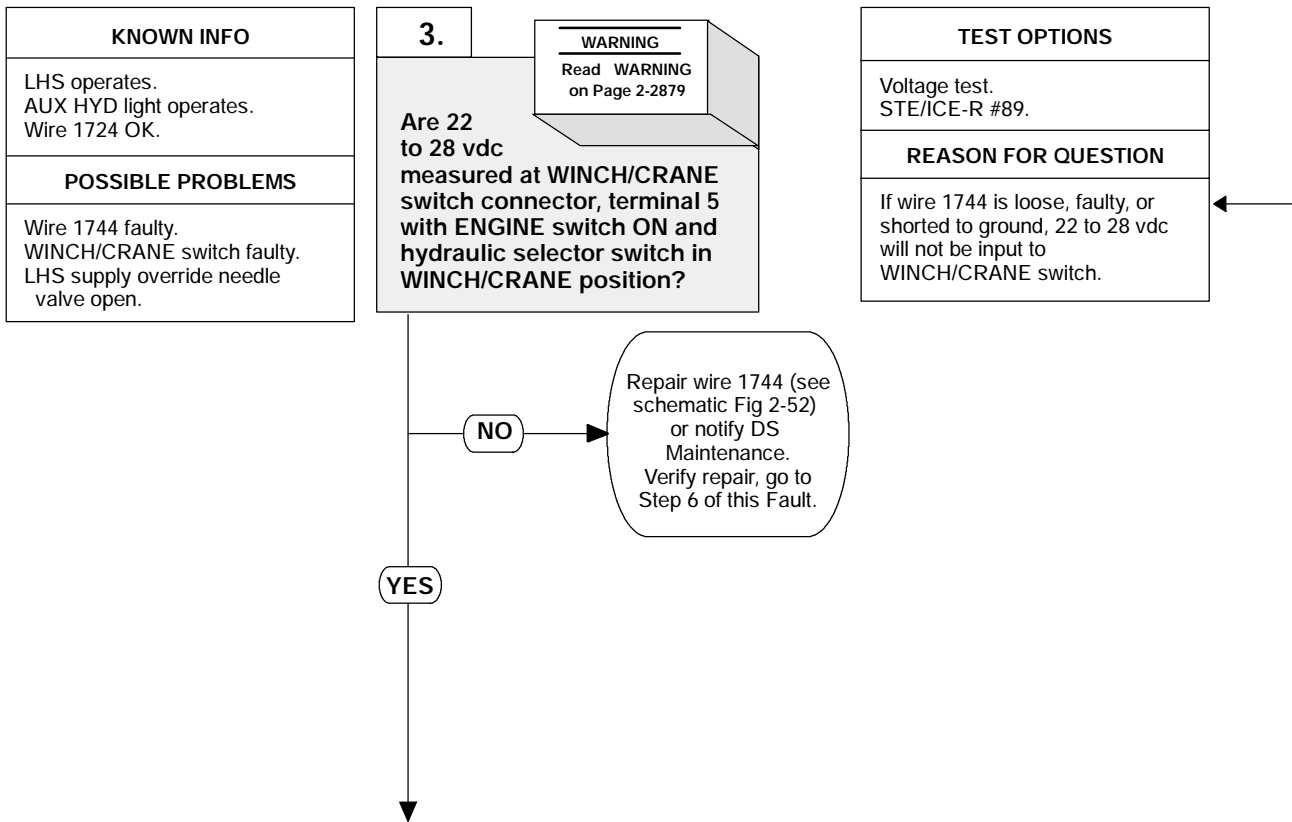 KNOWN INFO
LHS operates.
AUX HYD light operates.
Wire 1724 OK.
POSSIBLE PROBLEMS
Wire 1744 faulty.
WINCH/CRANE switch faulty.
LHS supply override needle
valve open.
3.
WARNING
Read WARNING
on Page 2-2879
Are 22
to 28 vdc
measured at WINCH/CRANE
switch connector, terminal 5
with ENGINE switch ON and
hydraulic selector switch in
WINCH/CRANE position?
TEST OPTIONS
Voltage test.
STE/ICE-R #89.
REASON FOR QUESTION
If wire 1744 is loose, faulty, or
shorted to ground, 22 to 28 vdc
will not be input to
WINCH/CRANE switch.
NO
Repair wire 1744 (see
schematic Fig 2-52)
or notify DS
Maintenance.
Verify repair, go to
Step 6 of this Fault.
YES